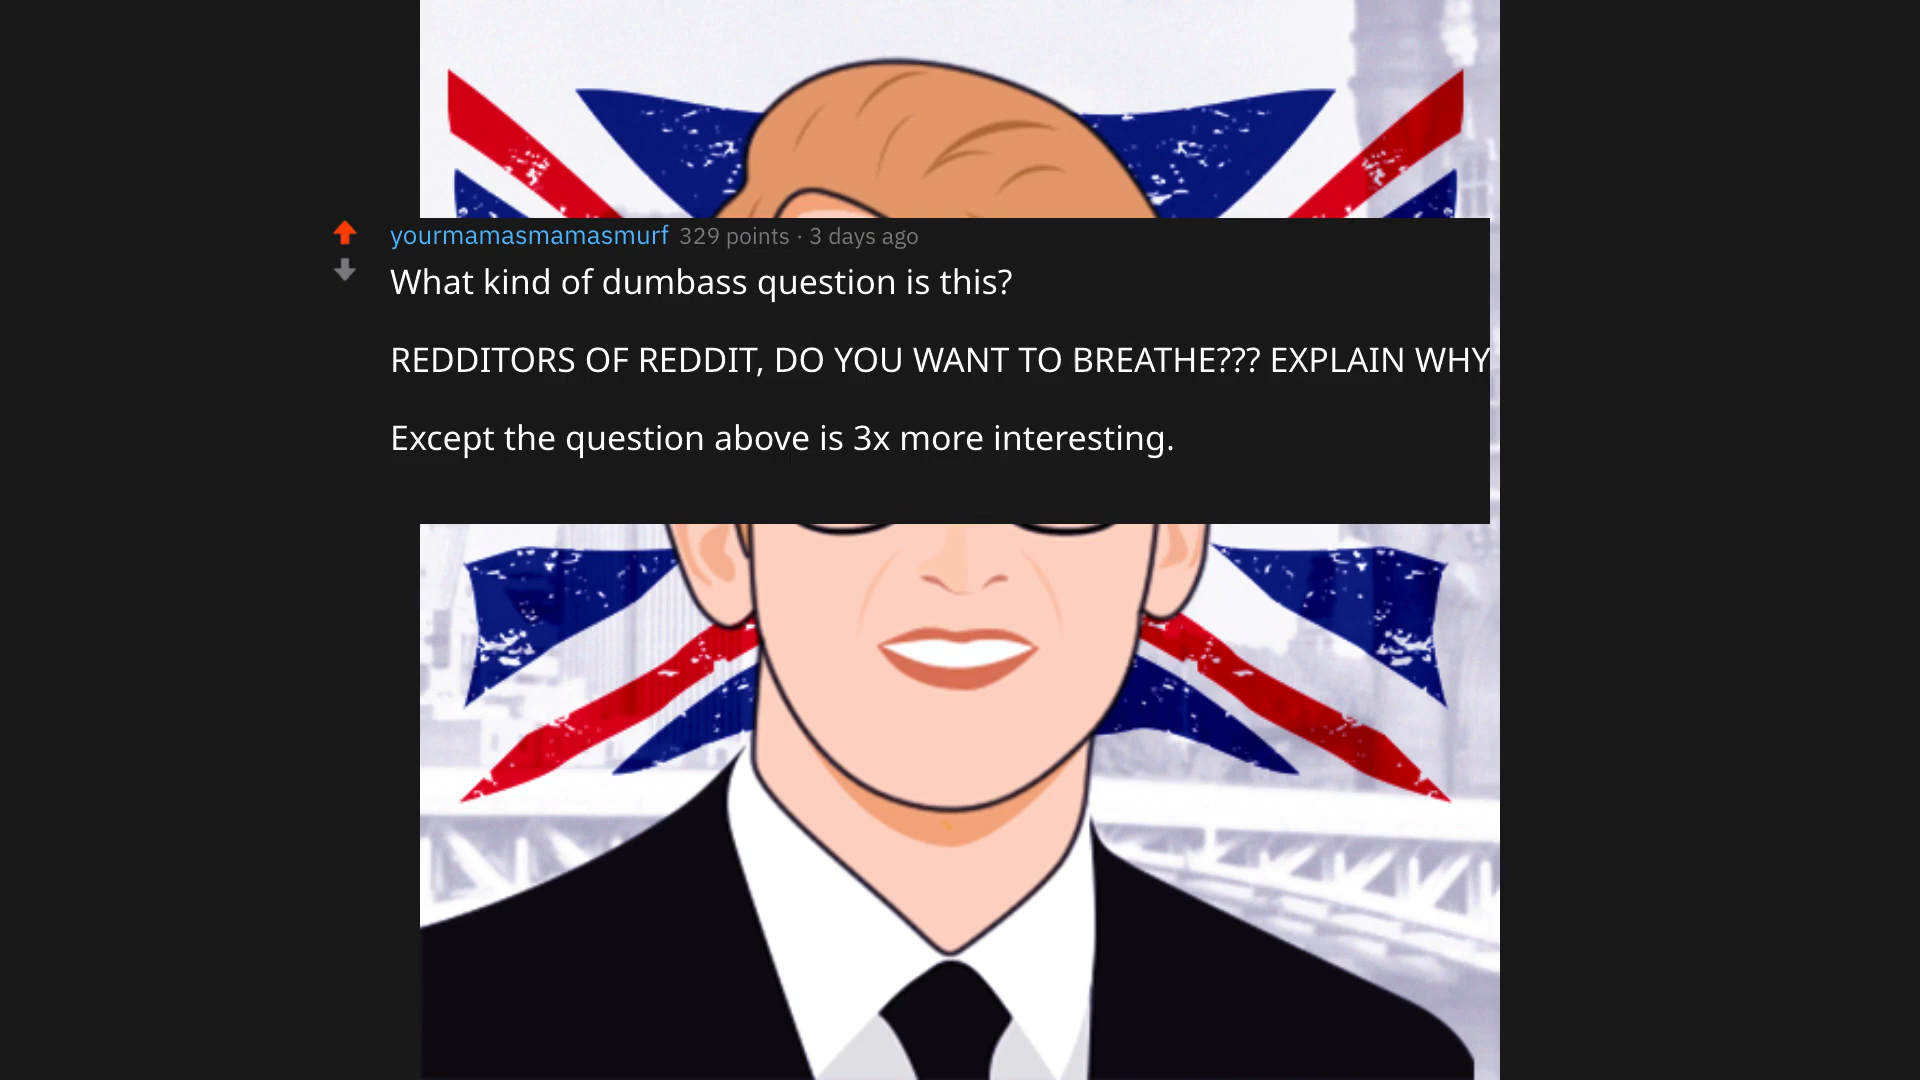 yourmamasmamasmurf 329 points · 3 days ago
What kind of dumbass question is this?
REDDITORS OF REDDIT, DO YOU WANT TO BREATHE??? EXPLAIN WHY
Except the question above is 3x more interesting.